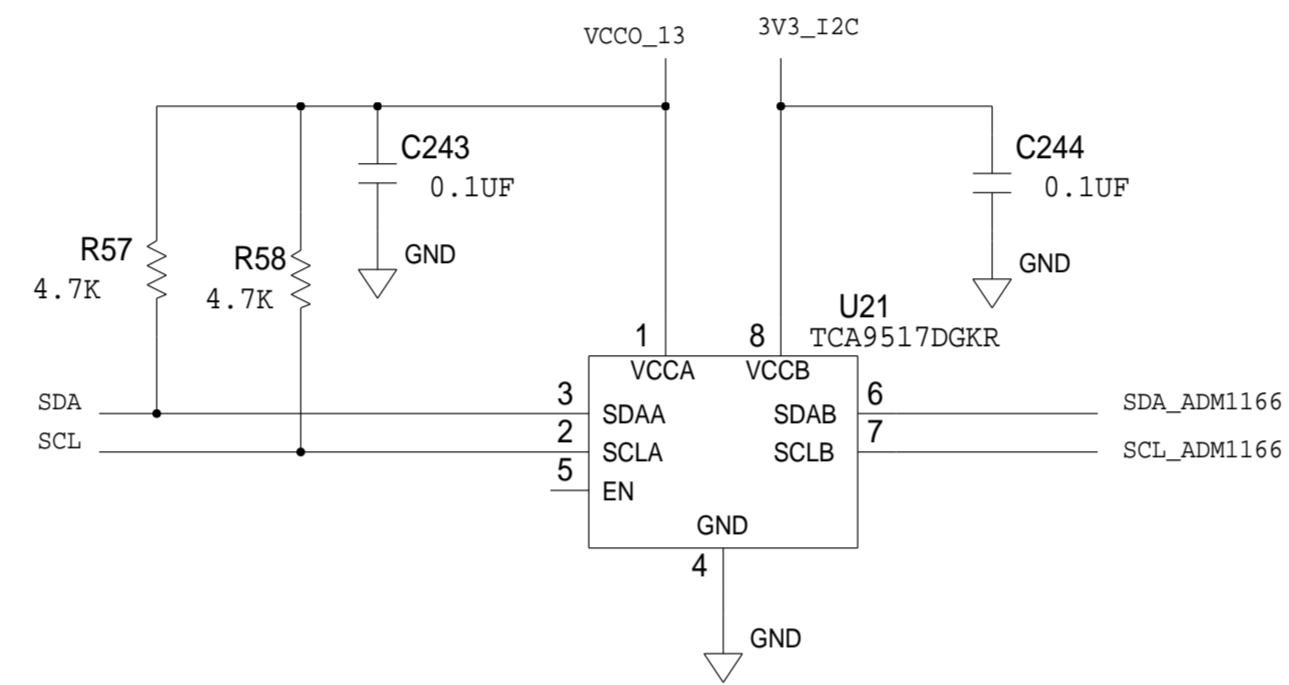 VCCO_13
3V3_I2C
C243
0.1UF
C244
0.1UF
R57
4.7K
R58
4.7K
GND
GND
U21
TCA9517DGKR
1
8
VCCA
VCCB
SDA
3
SDAA
SDAB
6
SDA_ADM1166
SCL
2
SCLA
SCLB
7
SCL_ADM1166
5
EN
GND
4
GND